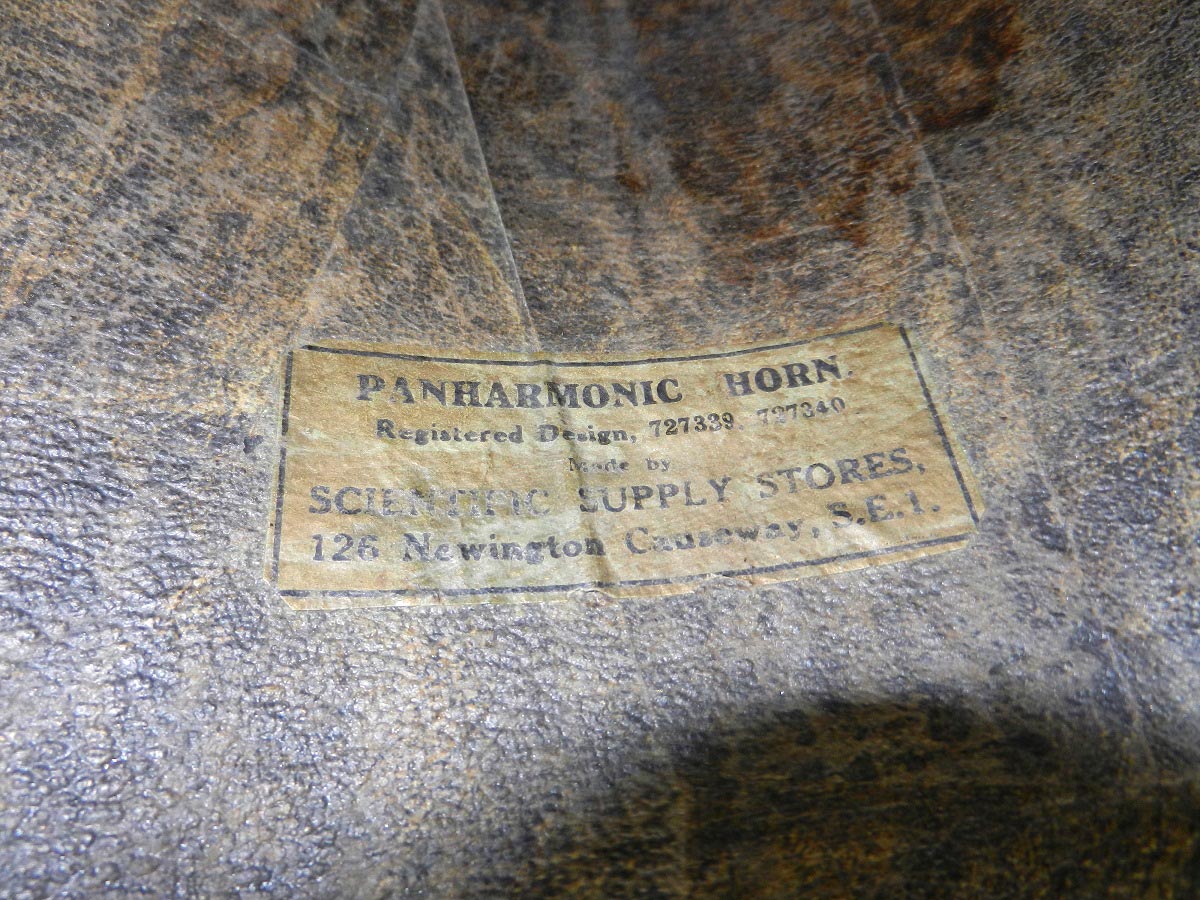 PANHARMONIC HORN.
Registered Design, 727339, 727340
Made by
SCIENTIFIC SUPPLY STORES,
126 Newington Causeway, S.E.1.